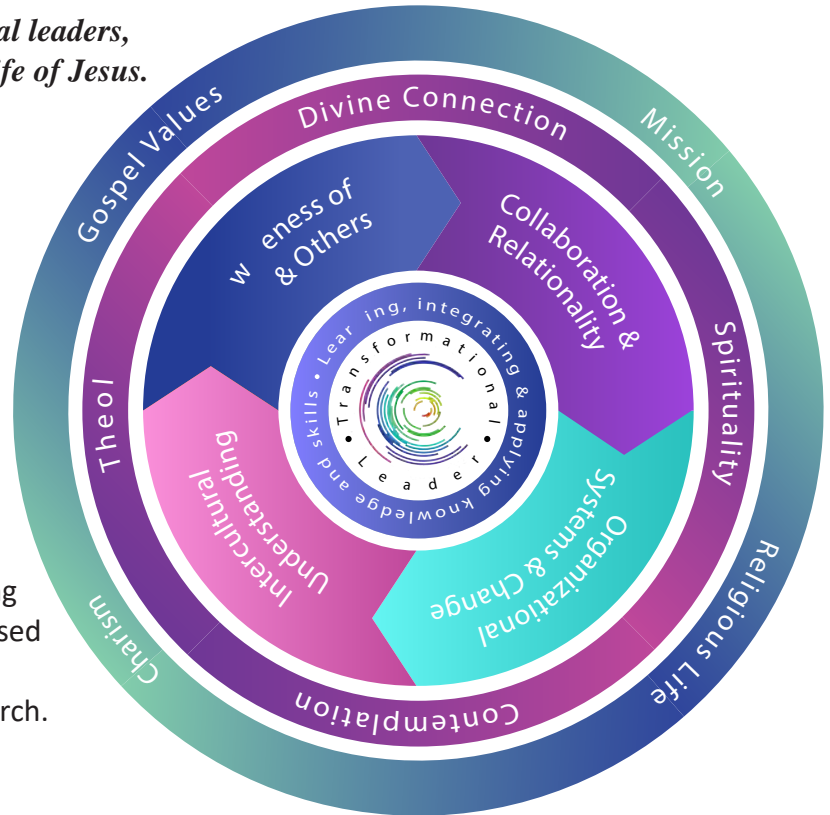 al leaders,
ife of Jesus.
Gospel Values
Mission
Religious Life
Charism
Divine Connection
Spirituality
Contemplation
Theol
w eness of
& Others
Collaboration &
Relationality
Organizational
Systems & Change
Intercultural
Understanding
Lear ing, integrating & applying knowledge and skills •
• Transformational •
Leader
g
sed
rch.